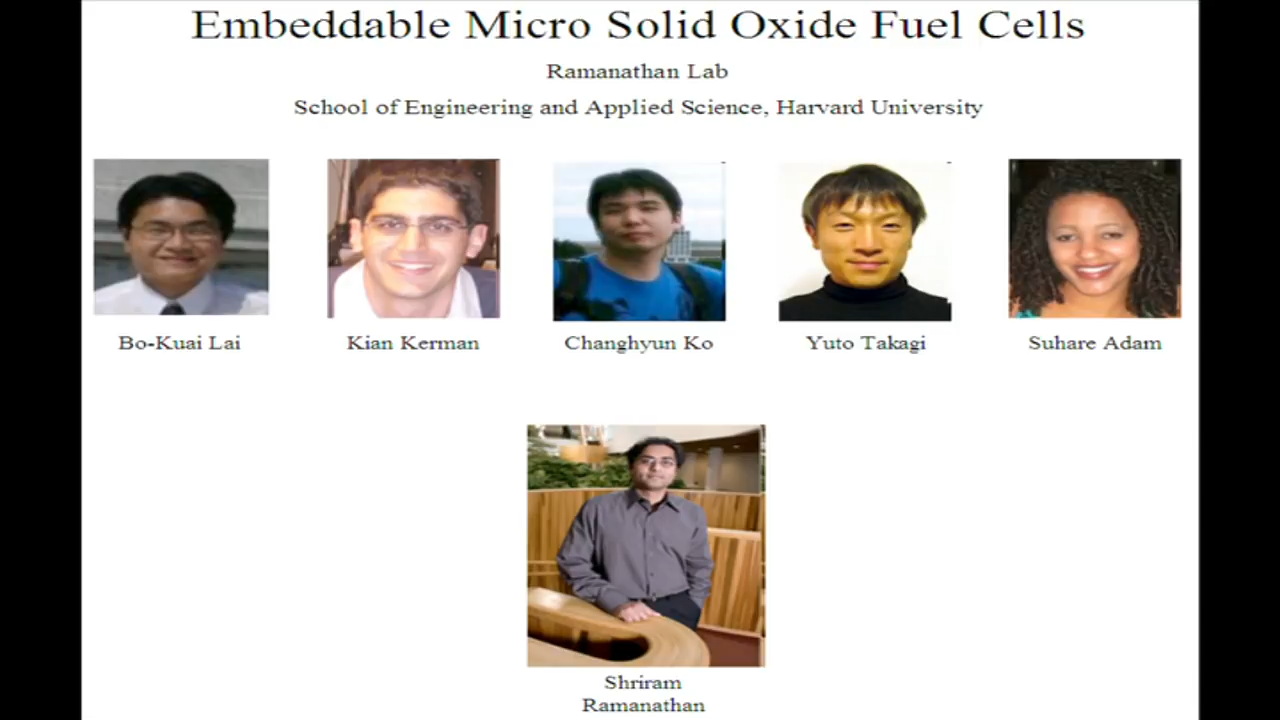 Embeddable Micro Solid Oxide Fuel Cells
Ramanathan Lab
School of Engineering and Applied Science, Harvard University
Bo-Kuai Lai
Kian Kerman
Changhyun Ko
Yuto Takagi
Suhare Adam
Shriram
Ramanathan